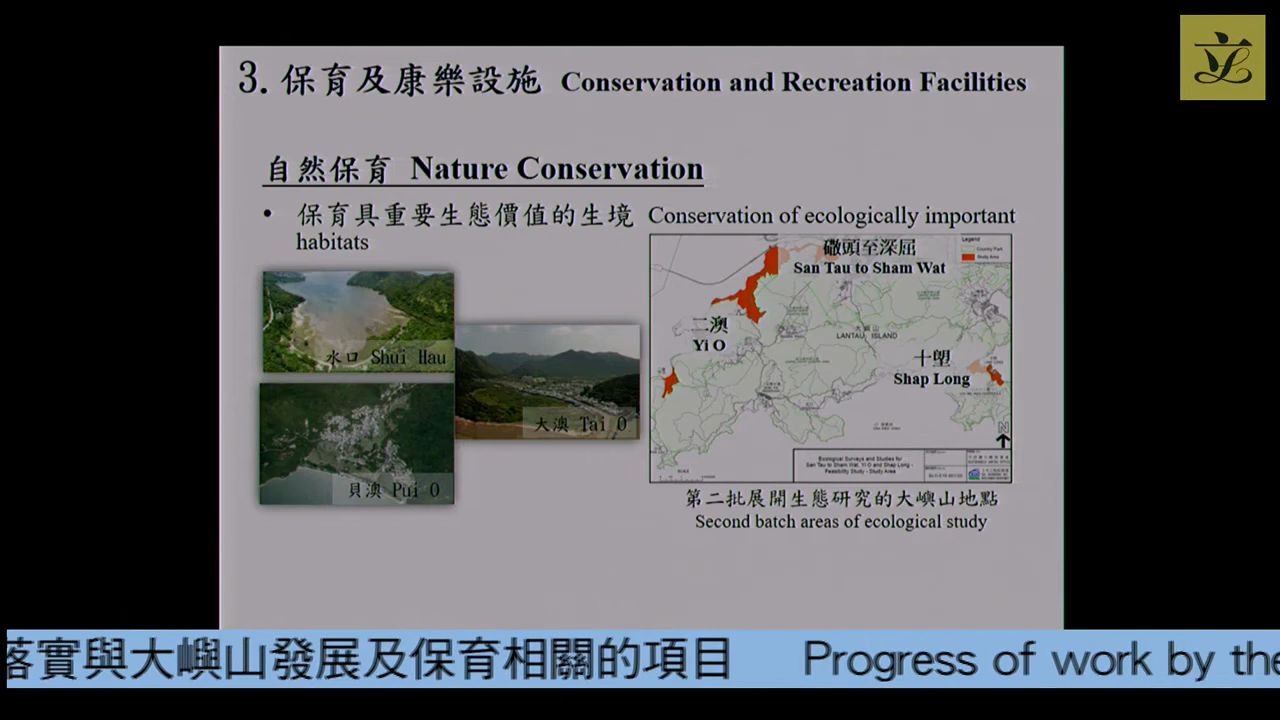 3. 保育及康樂設施 Conservation and Recreation Facilities
自然保育 Nature Conservation
• 保育具重要生態價值的生境 Conservation of ecologically important
habitats
水口 Shui Hau
大澳 Tai O
貝澳 Pui O
Legend
Country Park
Study Area
礮頭至深屈
San Tau to Sham Wat
二澳
Yi O
大嶼山
LANTAU ISLAND
十塱
Shap Long
N
Ecological Surveys and Studies for
San Tau to Sham Wat, Yi O and Shap Long -
Feasibility Study - Study Area
第二批展開生態研究的大嶼山地點
Second batch areas of ecological study
落實與大嶼山發展及保育相關的項目 Progress of work by the